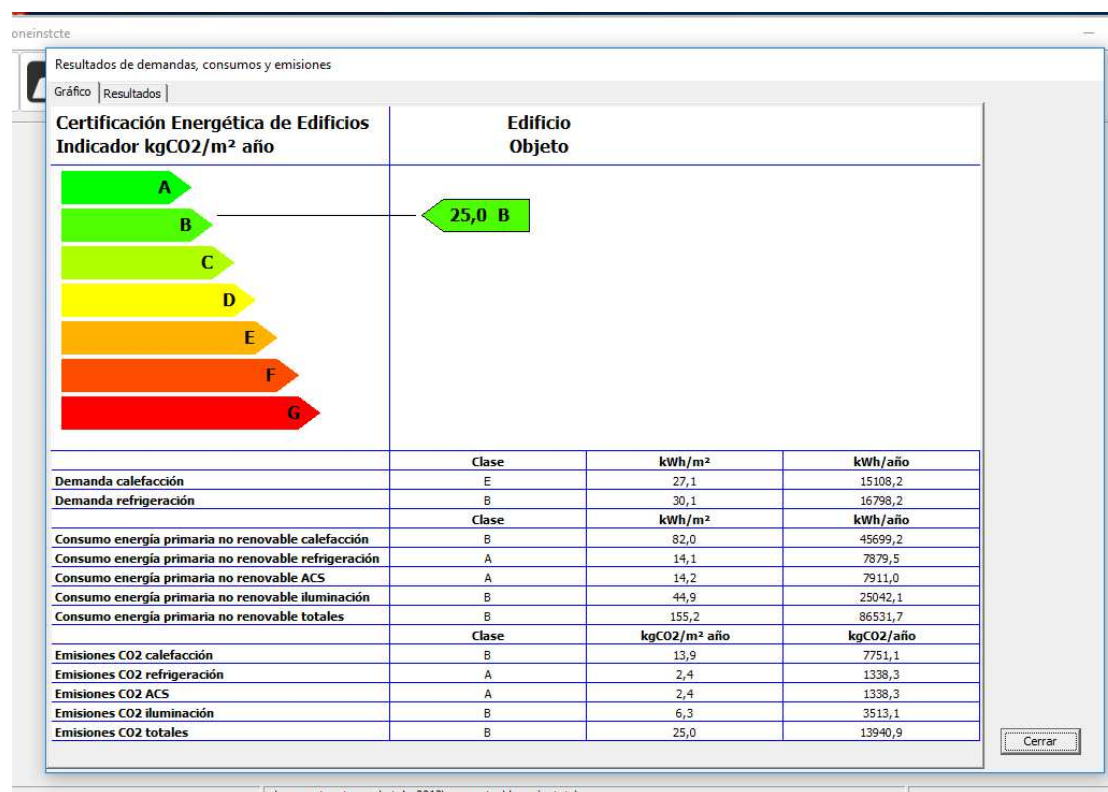 oneinstcte
Resultados de demandas, consumos y emisiones
Gráfico Resultados
Certificación Energética de Edificios
Indicador kgCO2/m² año
Edificio
Objeto
A
B
25,0 B
C
D
E
F
G
Clase kWh/m² kWh/año
Demanda calefacción E 27,1 15108,2
Demanda refrigeración B 30,1 16798,2
Clase kWh/m² kWh/año
Consumo energía primaria no renovable calefacción B 82,0 45699,2
Consumo energía primaria no renovable refrigeración A 14,1 7879,5
Consumo energía primaria no renovable ACS A 14,2 7911,0
Consumo energía primaria no renovable iluminación B 44,9 25042,1
Consumo energía primaria no renovable totales B 155,2 86531,7
Clase kgCO2/m² año kgCO2/año
Emisiones CO2 calefacción B 13,9 7751,1
Emisiones CO2 refrigeración A 2,4 1338,3
Emisiones CO2 ACS A 2,4 1338,3
Emisiones CO2 iluminación B 6,3 3513,1
Emisiones CO2 totales B 25,0 13940,9
Cerrar